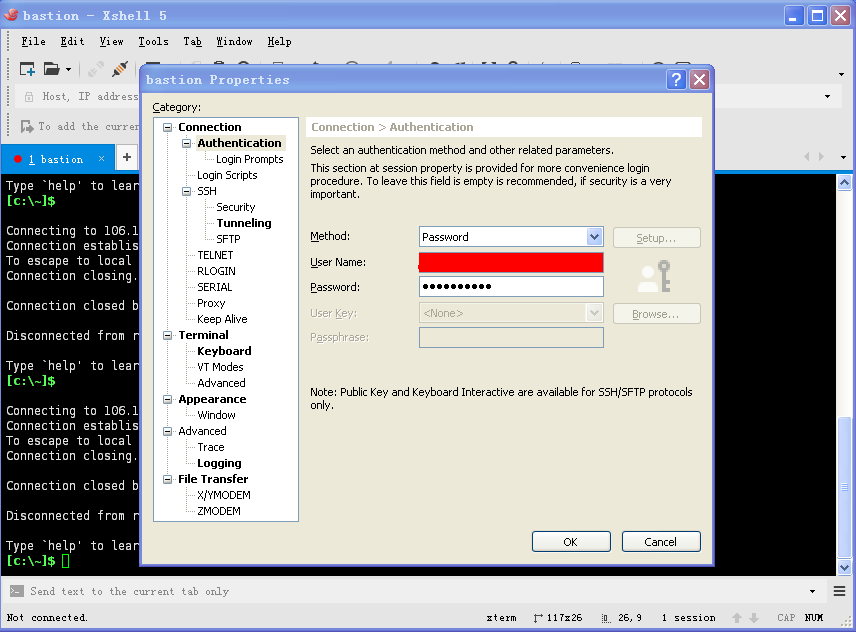 bastion - Xshell 5
File Edit View Tools Tab Window Help
Host, IP address
To add the curren
1 bastion
Type `help' to lear
[c:\~]$
Connecting to 106.1
Connection establis
To escape to local
Connection closing.
Connection closed b
Disconnected from r
Type `help' to lear
[c:\~]$
Connecting to 106.1
Connection establis
To escape to local
Connection closing.
Connection closed b
Disconnected from r
Type `help' to lear
[c:\~]$
bastion Properties
Category:
Connection
Authentication
Login Prompts
Login Scripts
SSH
Security
Tunneling
SFTP
TELNET
RLOGIN
SERIAL
Proxy
Keep Alive
Terminal
Keyboard
VT Modes
Advanced
Appearance
Window
Advanced
Trace
Logging
File Transfer
X/YMODEM
ZMODEM
Connection > Authentication
Select an authentication method and other related parameters.
This section at session property is provided for more convenience login
procedure. To leave this field is empty is recommended, if security is a very
important.
Method: Password Setup...
User Name:
Password: ●●●●●●●●●●
User Key: <None> Browse...
Passphrase:
Note: Public Key and Keyboard Interactive are available for SSH/SFTP protocols
only.
OK Cancel
Send text to the current tab only
Not connected. xterm 117x26 26,9 1 session CAP NUM